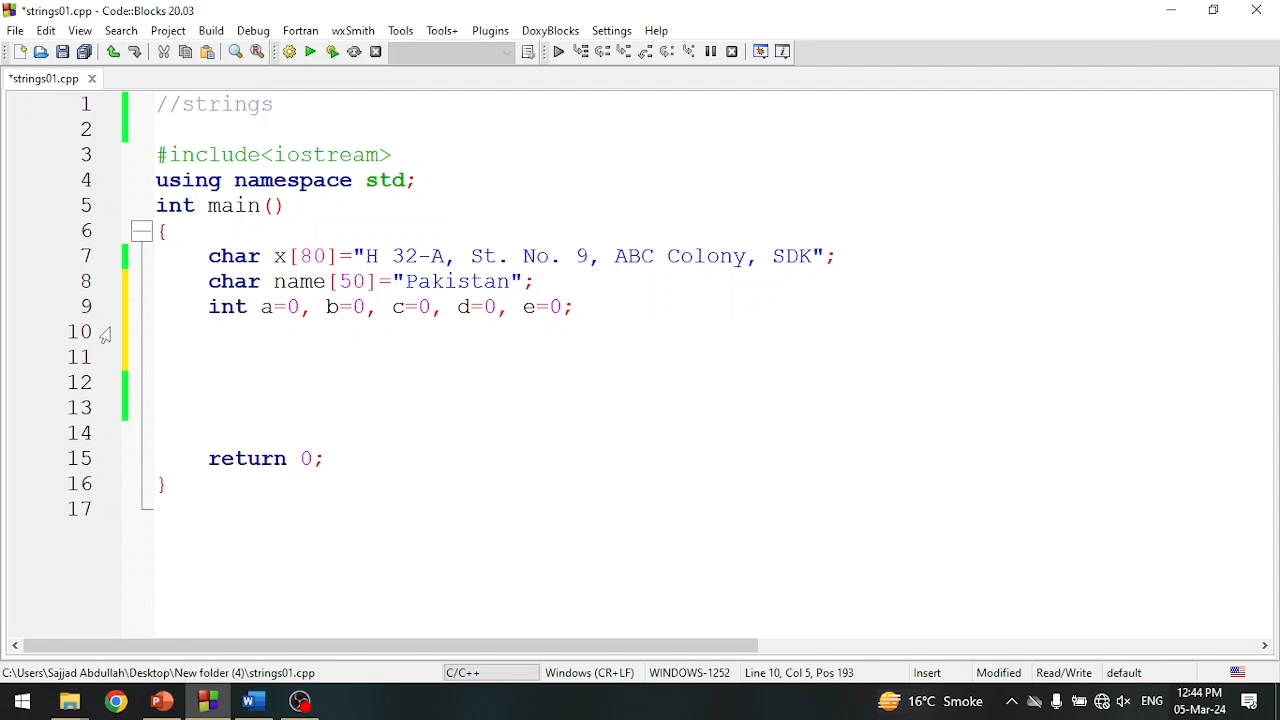 *strings01.cpp - Code::Blocks 20.03
File Edit View Search Project Build Debug Fortran wxSmith Tools Tools+ Plugins DoxyBlocks Settings Help
*strings01.cpp
1 //strings
2
3 #include<iostream>
4 using namespace std;
5 int main()
6 {
7 char x[80]="H 32-A, St. No. 9, ABC Colony, SDK";
8 char name[50]="Pakistan";
9 int a=0, b=0, c=0, d=0, e=0;
10
11
12
13
14
15 return 0;
16 }
17
C:\Users\Sajjad Abdullah\Desktop\New folder (4)\strings01.cpp C/C++ Windows (CR+LF) WINDOWS-1252 Line 10, Col 5, Pos 193 Insert Modified Read/Write default
16°C Smoke ENG 12:44 PM
05-Mar-24